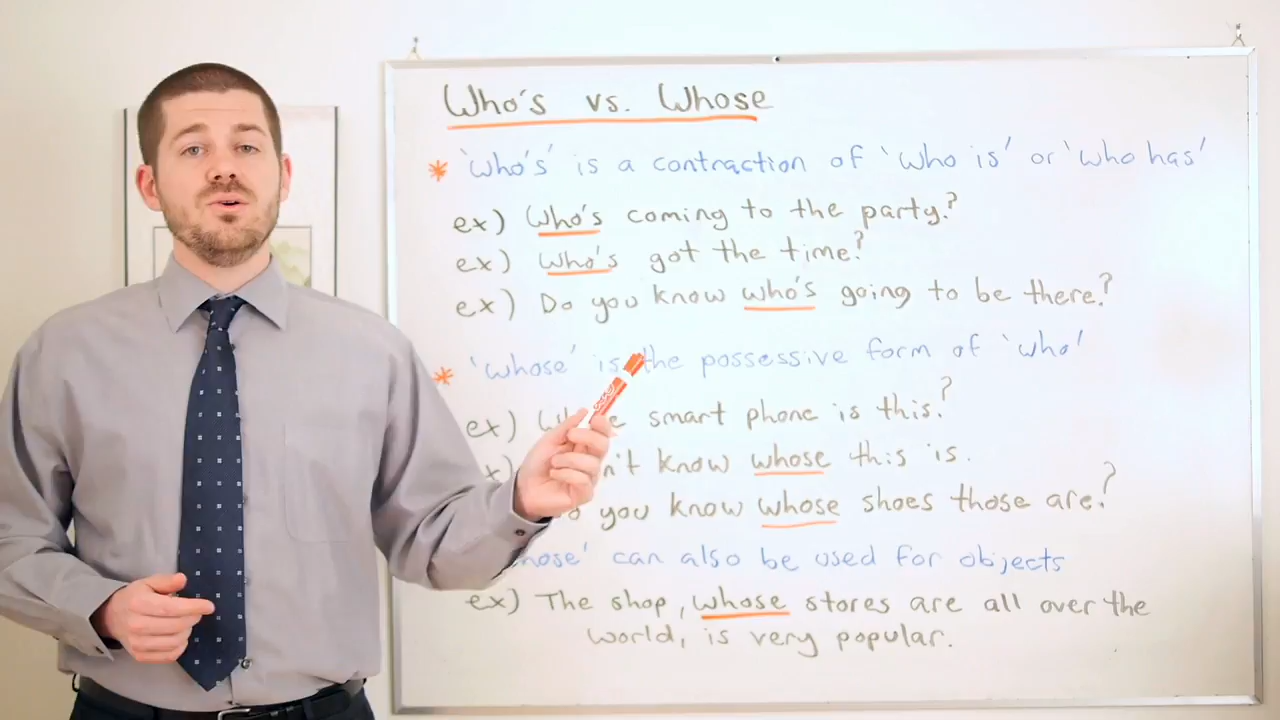 Who's vs. Whose
* 'who's' is a contraction of 'who is' or 'who has'
ex) Who's coming to the party?
ex) Who's got the time?
ex) Do you know who's going to be there?
* 'whose' is the possessive form of 'who'
ex) smart phone is this?
know whose this is.
you know whose shoes those are?
can also be used for objects
ex) The shop, whose stores are all over the
world, is very popular.